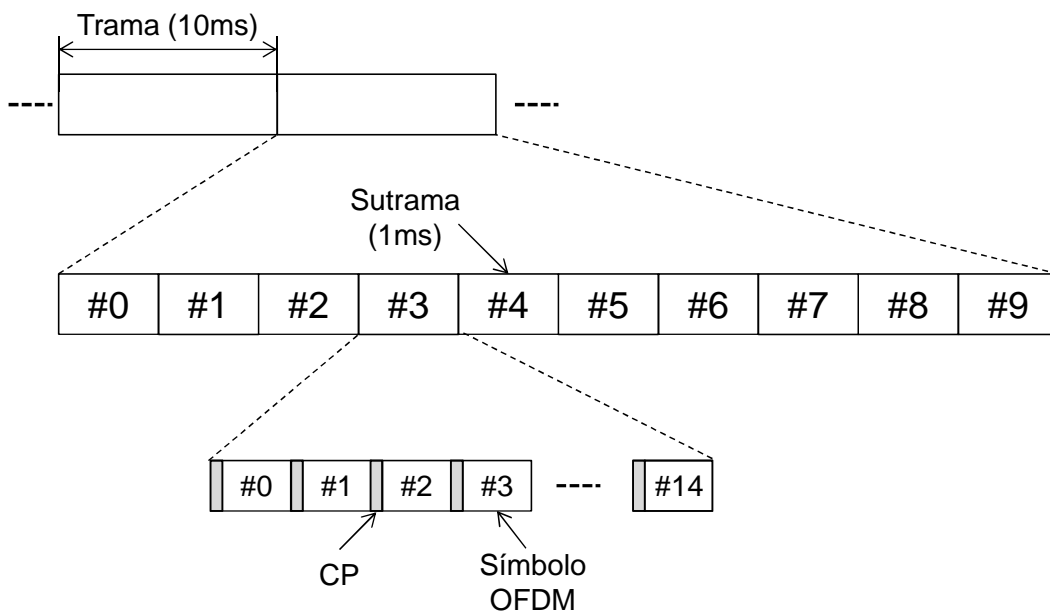 Trama (10ms)
Sutrama
(1ms)
#0 #1 #2 #3 #4 #5 #6 #7 #8 #9
#0 #1 #2 #3 #14
CP
Símbolo
OFDM